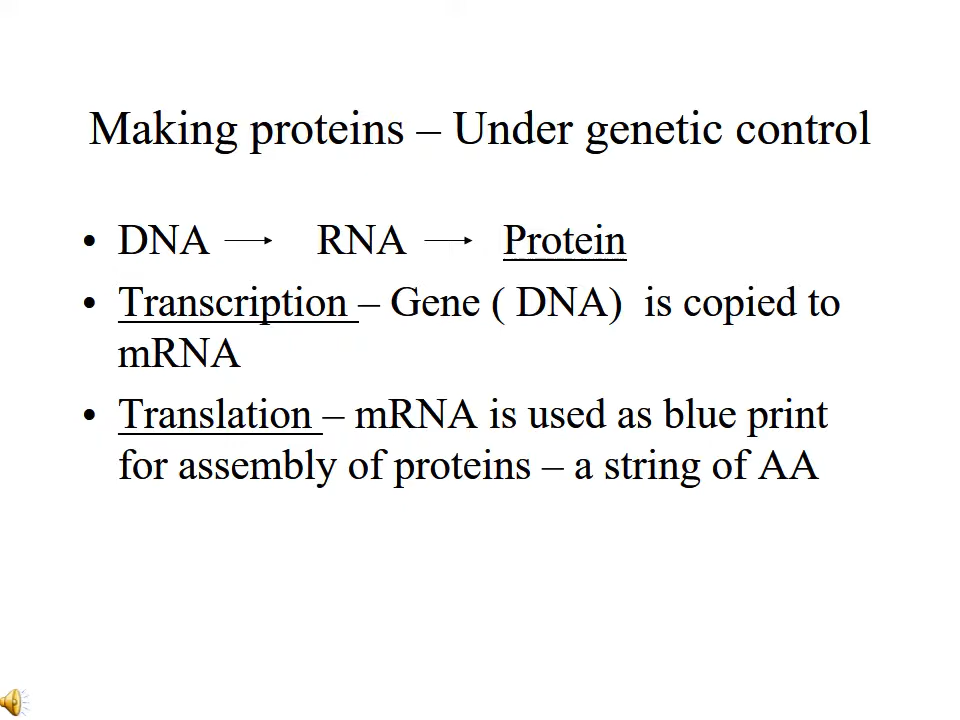 Making proteins – Under genetic control
• DNA → RNA → Protein
• Transcription – Gene ( DNA) is copied to
mRNA
• Translation – mRNA is used as blue print
for assembly of proteins – a string of AA